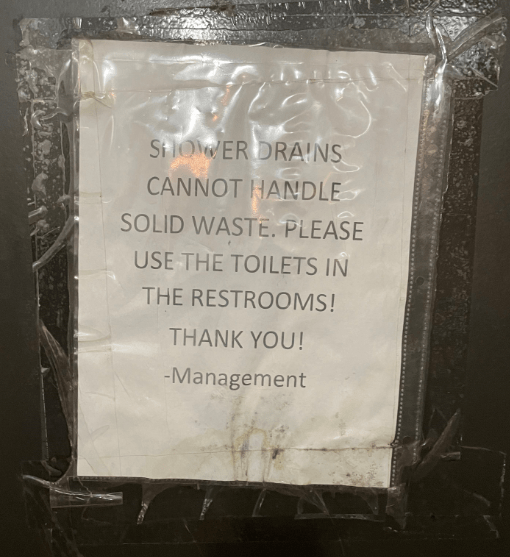 SHOWER DRAINS
CANNOT HANDLE
SOLID WASTE. PLEASE
USE THE TOILETS IN
THE RESTROOMS!
THANK YOU!
-Management